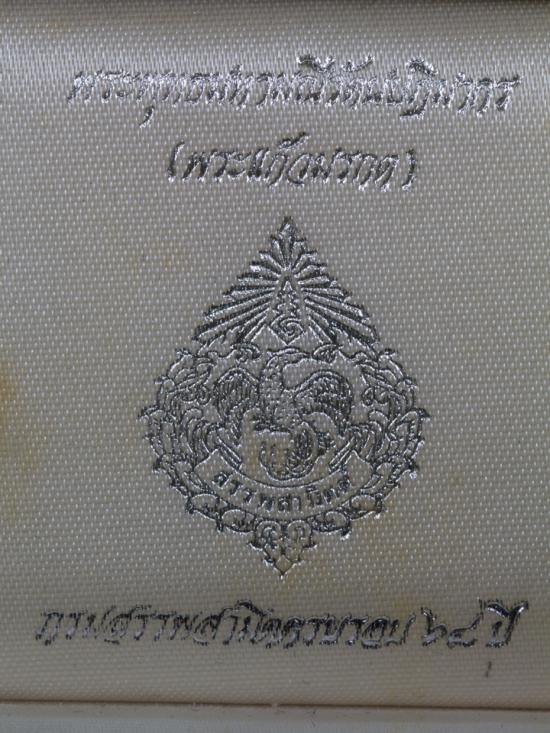 พระพุทธมหามณีรัตนปฏิมากร
(พระแก้วมรกต)
สรรพสามิต
กรมสรรพสามิตครบรอบ ๖๔ ปี